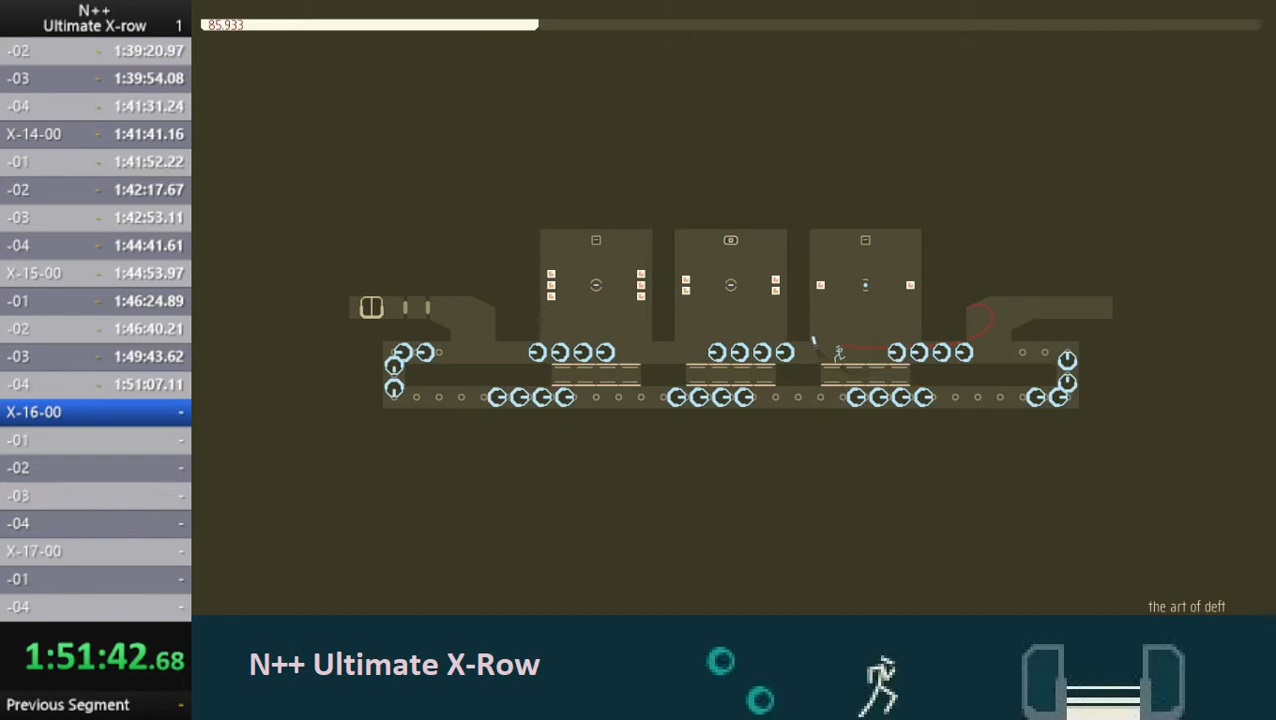 N++
Ultimate X-row 1
-02 - 1:39:20.97
-03 - 1:39:54.08
-04 - 1:41:31.24
X-14-00 - 1:41:41.16
-01 - 1:41:52.22
-02 - 1:42:17.67
-03 - 1:42:53.11
-04 - 1:44:41.61
X-15-00 - 1:44:53.97
-01 - 1:46:24.89
-02 - 1:46:40.21
-03 - 1:49:43.62
-04 - 1:51:07.11
X-16-00 -
-01 -
-02 -
-03 -
-04 -
X-17-00 -
-01 -
-04 -
1:51:42.68
Previous Segment -
85.933
the art of deft
N++ Ultimate X-Row